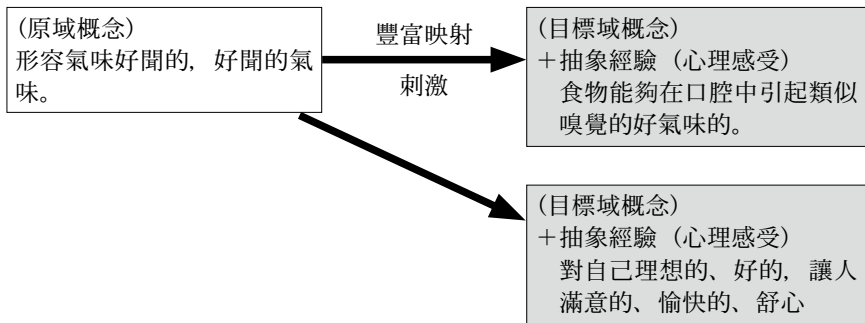 (原域概念)
形容氣味好聞的，好聞的氣
味。
豐富映射
刺激
(目標域概念)
＋抽象經驗（心理感受）
食物能夠在口腔中引起類似
嗅覺的好氣味的。
(目標域概念)
＋抽象經驗（心理感受）
對自己理想的、好的，讓人
滿意的、愉快的、舒心